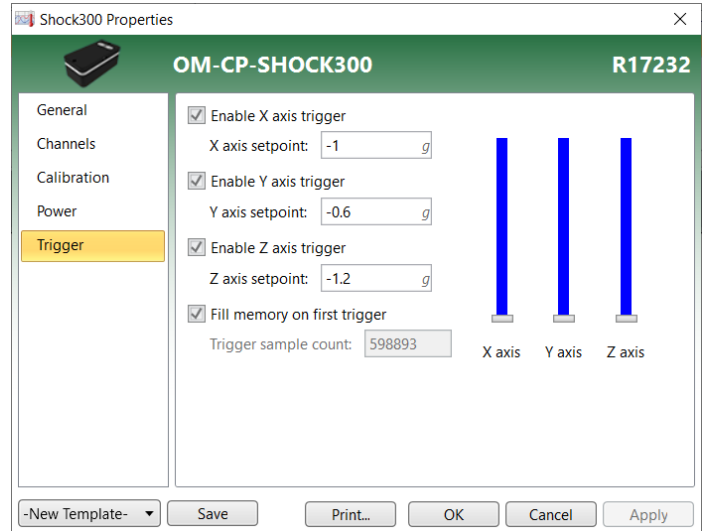 Shock300 Properties
OM-CP-SHOCK300 R17232
General
Channels
Calibration
Power
Trigger
Enable X axis trigger
X axis setpoint: -1 g
Enable Y axis trigger
Y axis setpoint: -0.6 g
Enable Z axis trigger
Z axis setpoint: -1.2 g
Fill memory on first trigger
Trigger sample count: 598893
X axis Y axis Z axis
-New Template- Save Print... OK Cancel Apply